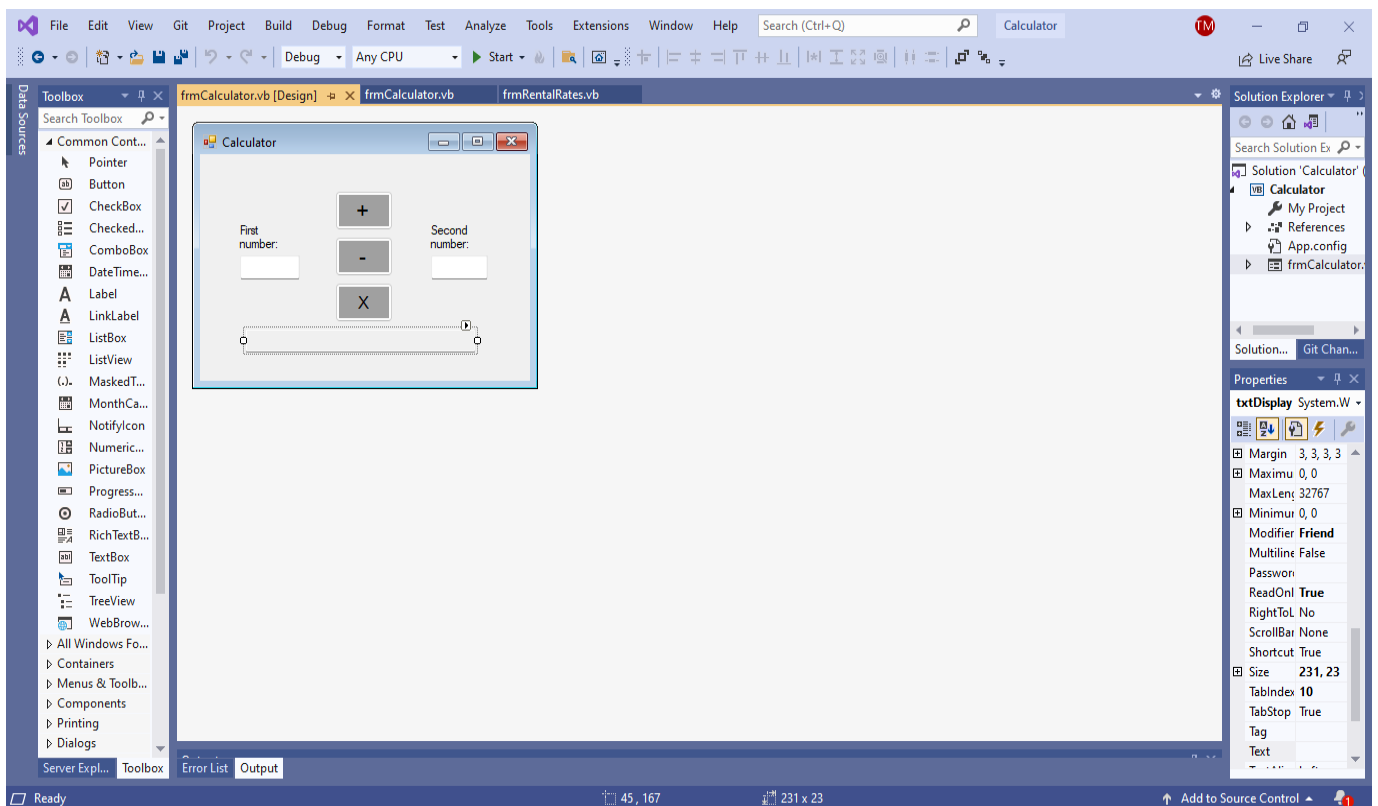 File Edit View Git Project Build Debug Format Test Analyze Tools Extensions Window Help Search (Ctrl+Q) Calculator TM
Debug Any CPU Start Live Share
Data Sources
Toolbox
Search Toolbox
Common Cont...
Pointer
Button
CheckBox
Checked...
ComboBox
DateTime...
Label
LinkLabel
ListBox
ListView
MaskedT...
MonthCa...
NotifyIcon
Numeric...
PictureBox
Progress...
RadioBut...
RichTextB...
TextBox
ToolTip
TreeView
WebBrow...
All Windows Fo...
Containers
Menus & Toolb...
Components
Printing
Dialogs
Server Expl... Toolbox
frmCalculator.vb [Design] frmCalculator.vb frmRentalRates.vb
Calculator
First
number:
+
-
X
Second
number:
Error List Output
Solution Explorer
Search Solution Ex
Solution 'Calculator' (
VB Calculator
My Project
References
App.config
frmCalculator.
Solution... Git Chan...
Properties
txtDisplay System.W
Margin 3, 3, 3, 3
Maximu 0, 0
MaxLeng 32767
Minimur 0, 0
Modifier Friend
Multiline False
Password
ReadOnl True
RightToL No
ScrollBar None
Shortcut True
Size 231, 23
TabIndex 10
TabStop True
Tag
Text
Ready 45 , 167 231 x 23 Add to Source Control 1